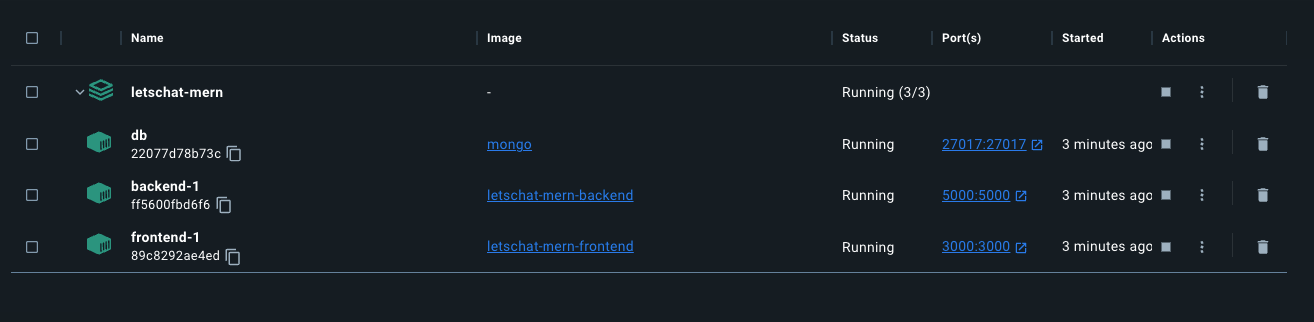 Name Image Status Port(s) Started Actions
letschat-mern - Running (3/3)
db
22077d78b73c mongo Running 27017:27017 3 minutes ago
backend-1
ff5600fbd6f6 letschat-mern-backend Running 5000:5000 3 minutes ago
frontend-1
89c8292ae4ed letschat-mern-frontend Running 3000:3000 3 minutes ago